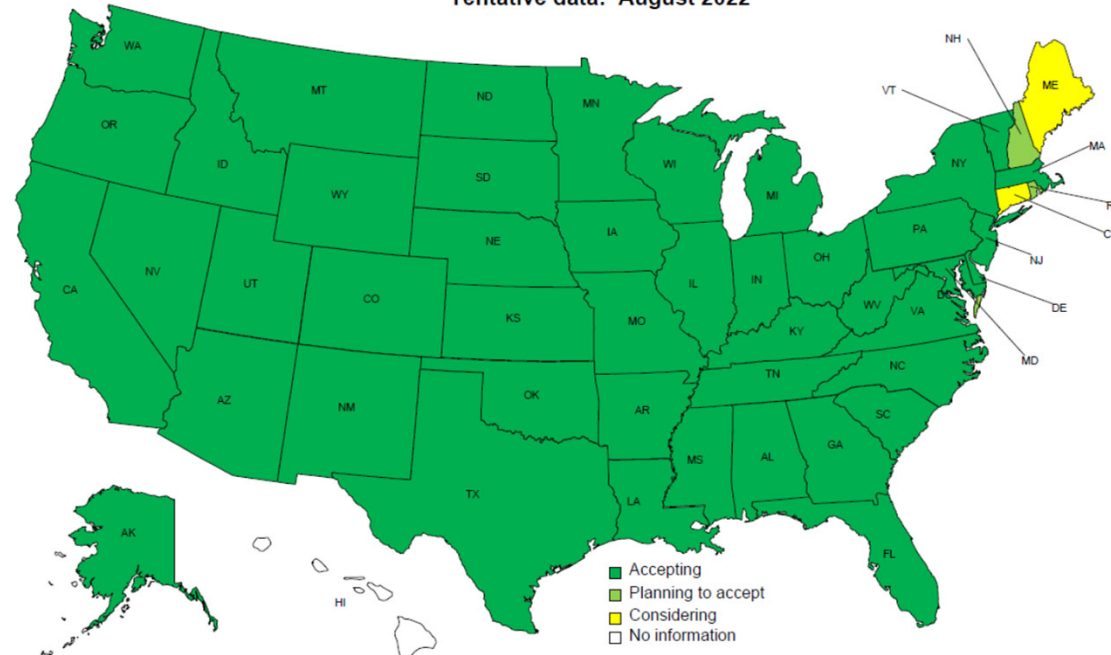 Tentative data: August 2022
WA
MT
ND
MN
NH
VT
ME
OR
ID
WY
SD
WI
MI
NY
MA
NE
IA
PA
NJ
CA
NV
UT
CO
KS
MO
IL
IN
OH
WV
VA
DC
DE
KY
MD
AZ
NM
OK
AR
TN
NC
SC
TX
LA
MS
AL
GA
FL
AK
HI
Accepting
Planning to accept
Considering
No information